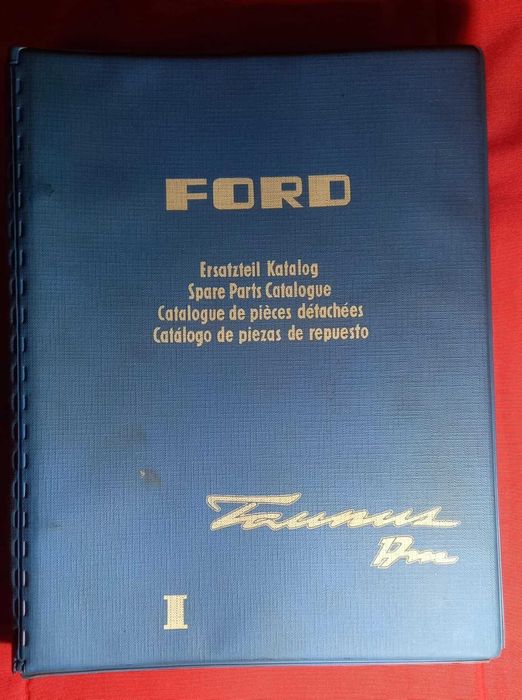 FORD
Ersatzteil Katalog
Spare Parts Catalogue
Catalogue de pièces détachées
Catálogo de piezas de repuesto
Taunus
17m
I